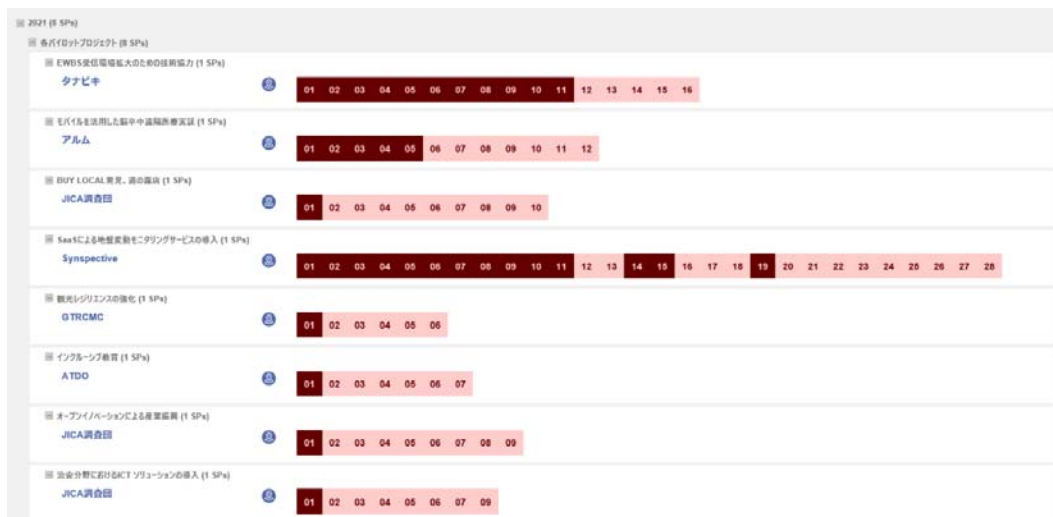 2021 (8 SPs)
各パイロットプロジェクト (8 SPs)
EWBS受信環境拡大のための技術協力 (1 SPs)
タナビキ
01 02 03 04 05 06 07 08 09 10 11 12 13 14 15 16
モバイルを活用した脳卒中遠隔医療実証 (1 SPs)
アルム
01 02 03 04 05 06 07 08 09 10 11 12
BUY LOCAL発見、道の露店 (1 SPs)
JICA調査団
01 02 03 04 05 06 07 08 09 10
SaaSによる地盤変動モニタリングサービスの導入 (1 SPs)
Synspective
01 02 03 04 05 06 07 08 09 10 11 12 13 14 15 16 17 18 19 20 21 22 23 24 25 26 27 28
観光レジリエンスの強化 (1 SPs)
GTRCMC
01 02 03 04 05 06
インクルーシブ教育 (1 SPs)
ATDO
01 02 03 04 05 06 07
オープンイノベーションによる産業振興 (1 SPs)
JICA調査団
01 02 03 04 05 06 07 08 09
治安分野におけるICT ソリューションの導入 (1 SPs)
JICA調査団
01 02 03 04 05 06 07 09